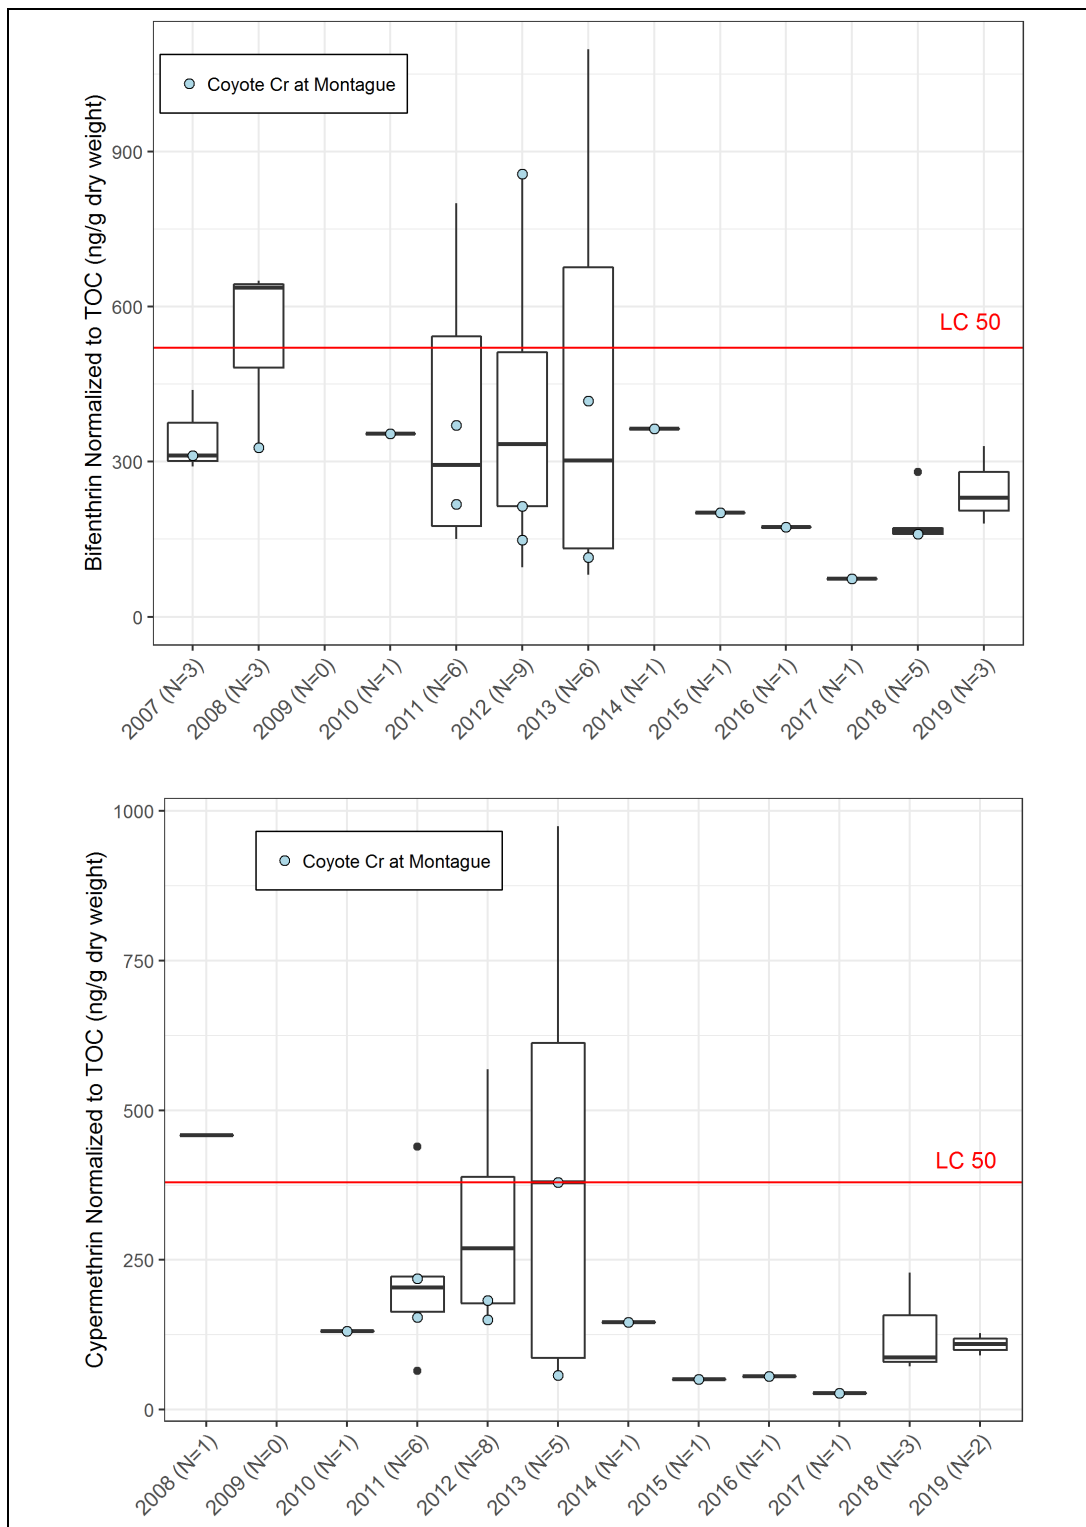 Coyote Cr at Montague
Bifenthrin Normalized to TOC (ng/g dry weight)
900
600
300
0
LC 50
2007 (N=3)
2008 (N=3)
2009 (N=0)
2010 (N=1)
2011 (N=6)
2012 (N=9)
2013 (N=6)
2014 (N=1)
2015 (N=1)
2016 (N=1)
2017 (N=1)
2018 (N=5)
2019 (N=3)
Coyote Cr at Montague
Cypermethrin Normalized to TOC (ng/g dry weight)
1000
750
500
250
0
LC 50
2008 (N=1)
2009 (N=0)
2010 (N=1)
2011 (N=6)
2012 (N=8)
2013 (N=5)
2014 (N=1)
2015 (N=1)
2016 (N=1)
2017 (N=1)
2018 (N=3)
2019 (N=2)